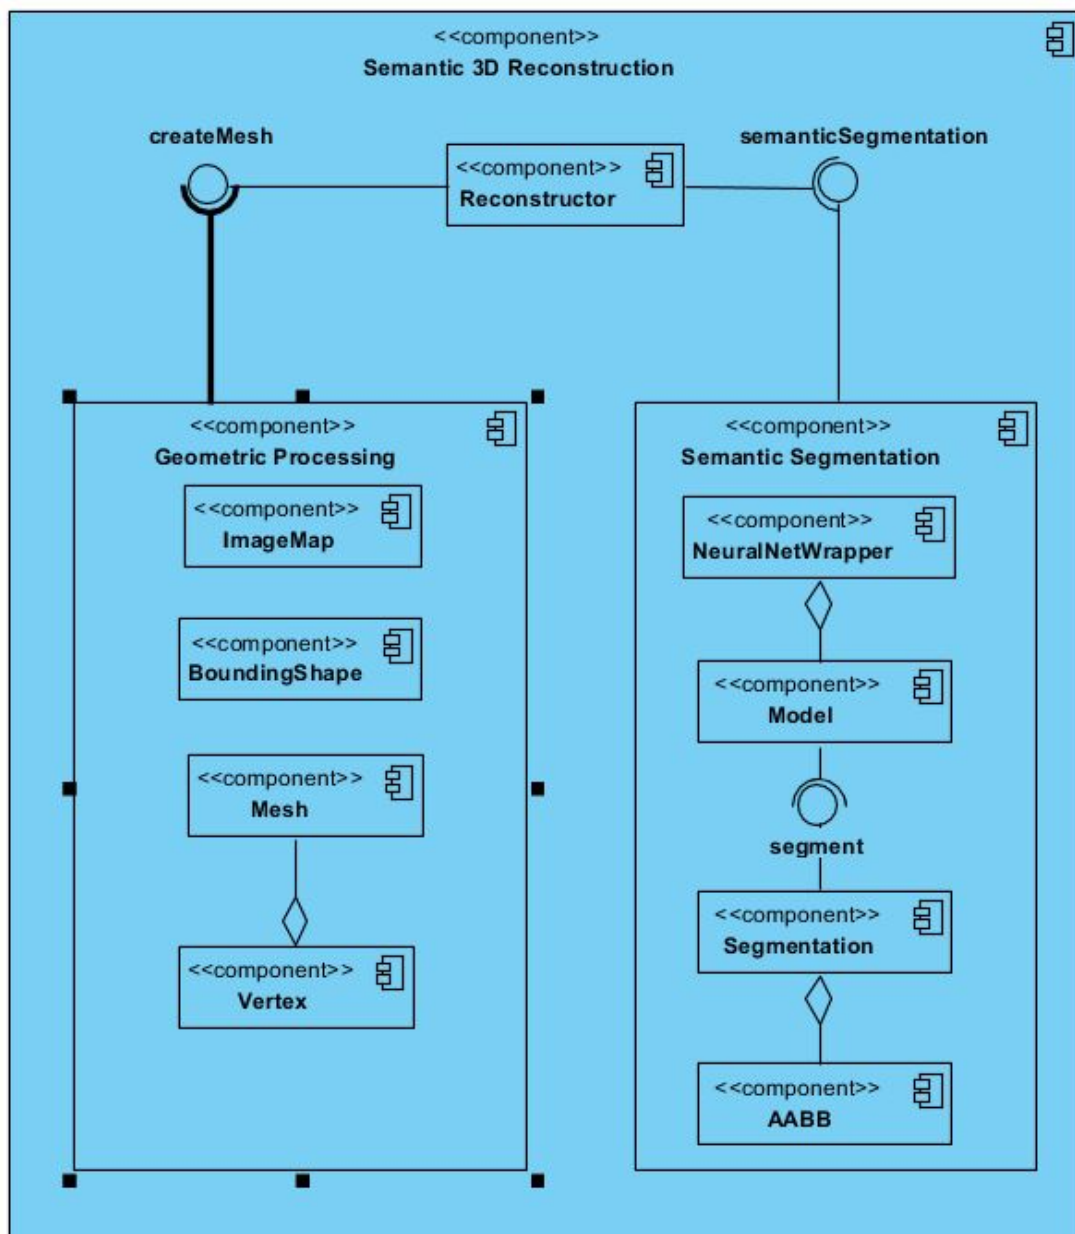 <<component>>
Semantic 3D Reconstruction
createMesh
<<component>>
Reconstructor
semanticSegmentation
<<component>>
Geometric Processing
<<component>>
ImageMap
<<component>>
BoundingShape
<<component>>
Mesh
<<component>>
Vertex
<<component>>
Semantic Segmentation
<<component>>
NeuralNetWrapper
<<component>>
Model
segment
<<component>>
Segmentation
<<component>>
AABB